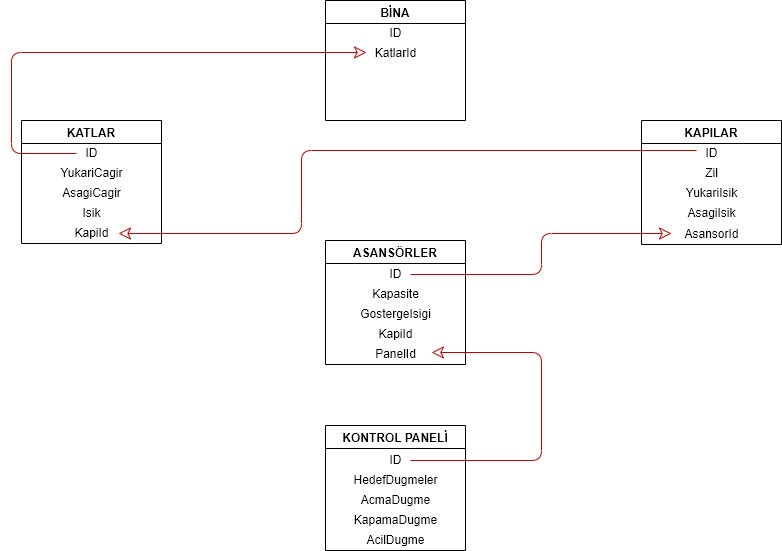 BİNA
ID
KatlarId
KATLAR
ID
YukariCagir
AsagiCagir
Isik
KapiId
KAPILAR
ID
Zil
YukariIsik
AsagiIsik
AsansorId
ASANSÖRLER
ID
Kapasite
GostergeIsigi
KapiId
PanelId
KONTROL PANELİ
ID
HedefDugmeler
AcmaDugme
KapamaDugme
AcilDugme